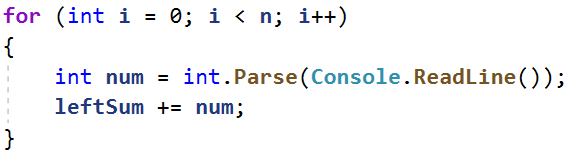 for (int i = 0; i < n; i++)
{
    int num = int.Parse(Console.ReadLine());
    leftSum += num;
}